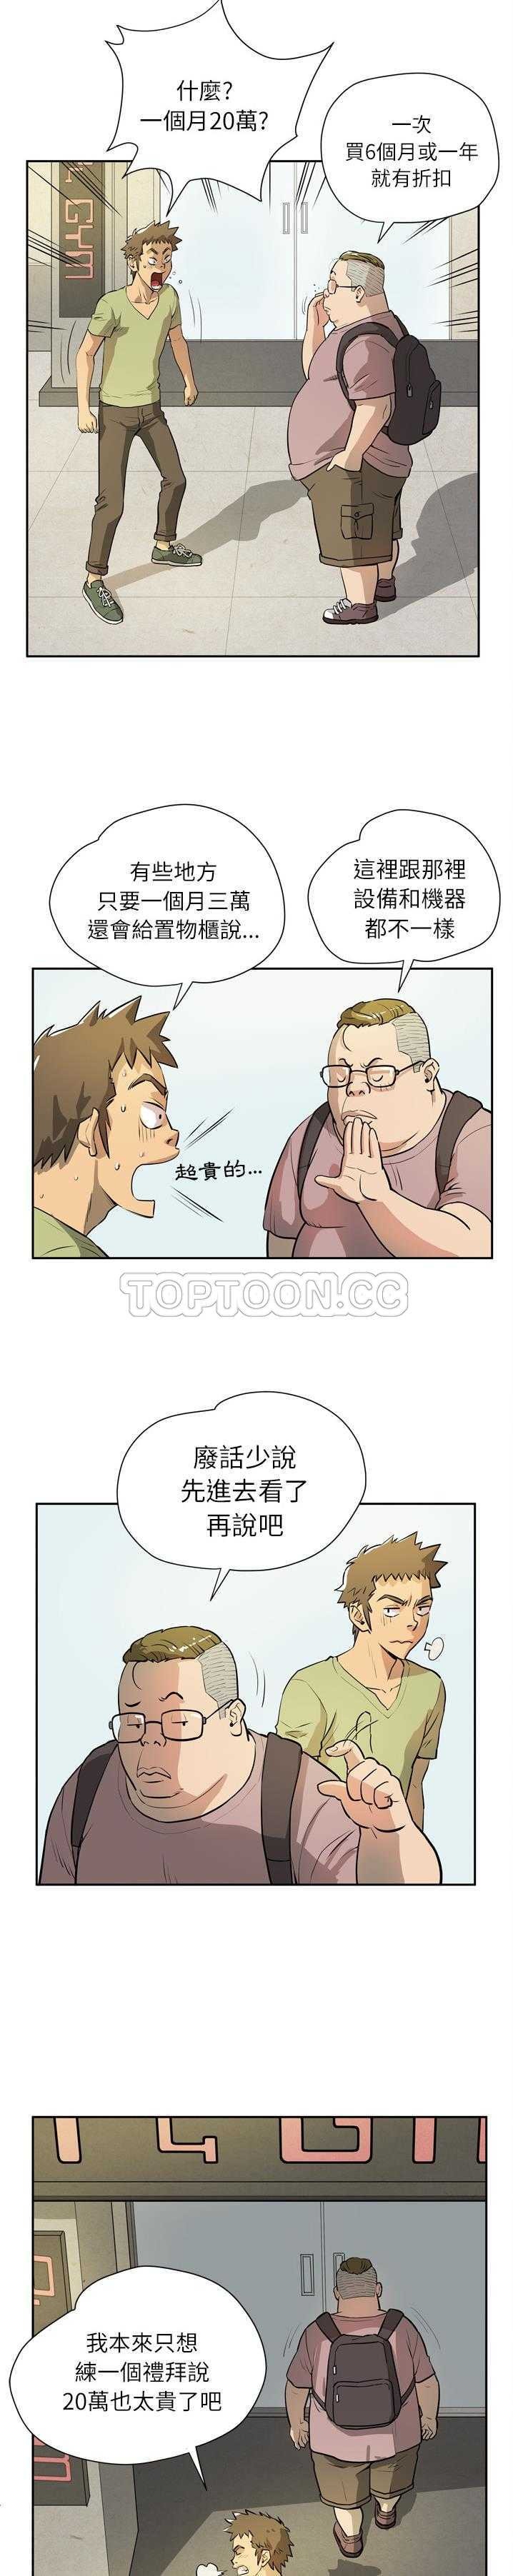 什麼?
一個月20萬?
一次
買6個月或一年
就有折扣
GYM
有些地方
只要一個月三萬
還會給置物櫃說...
這裡跟那裡
設備和機器
都不一樣
超貴的...
TOPTOON.CC
廢話少說
先進去看了
再說吧
我本來只想
練一個禮拜說
20萬也太貴了吧